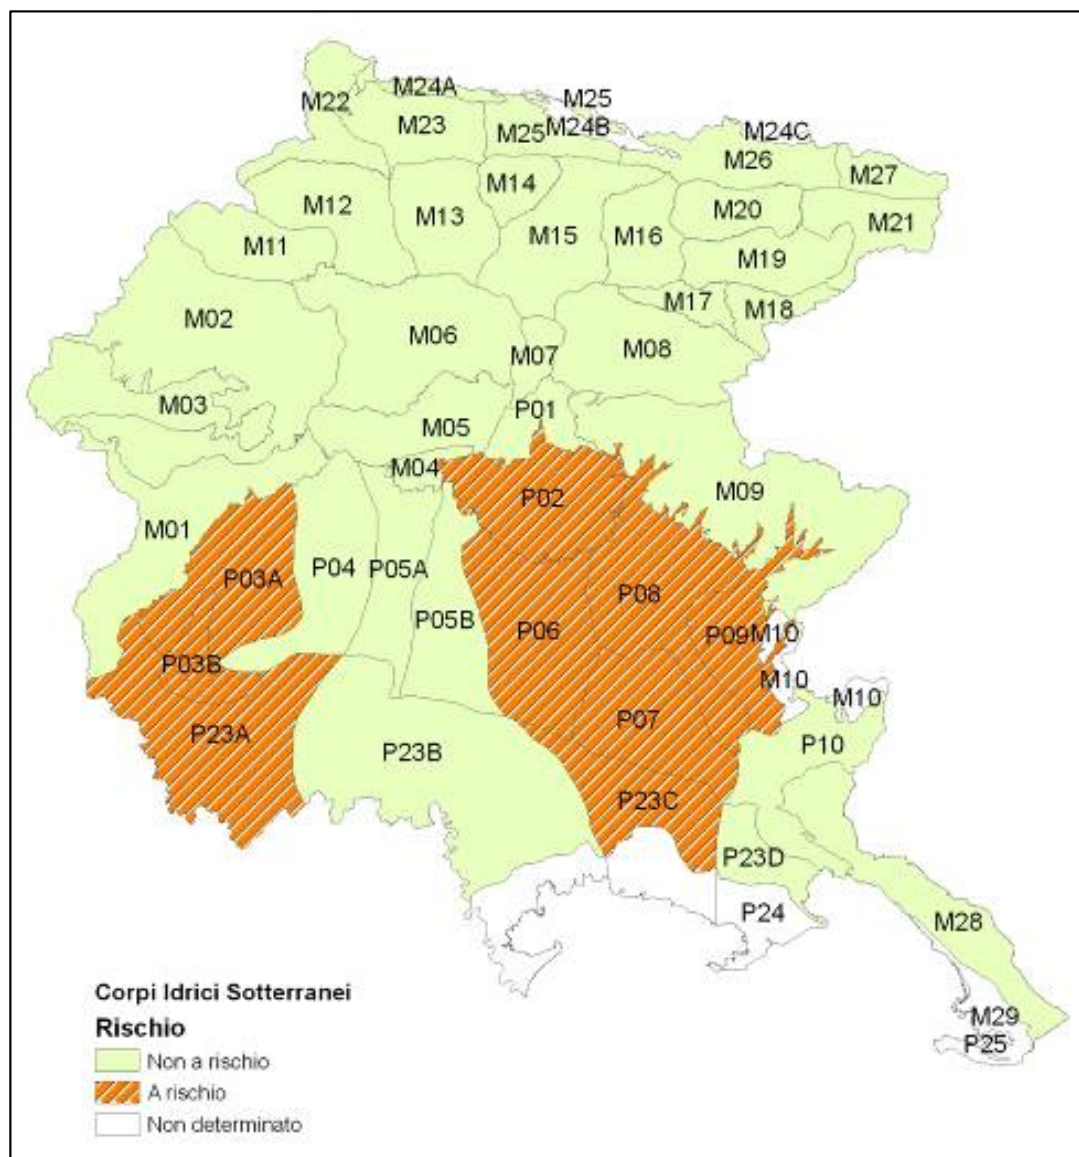 M24A
M25
M22
M23
M25
M24B
M24C
M26
M27
M14
M12
M13
M20
M21
M15
M16
M11
M19
M17
M18
M02
M06
M07
M08
M03
P01
M05
M04
P02
M09
M01
P03A
P04
P05A
P08
P05B
P06
P09
M10
P03B
M10
M10
P23A
P07
P10
P23B
P23C
P23D
P24
M28
M29
P25
Corpi Idrici Sotterranei
Rischio
Non a rischio
A rischio
Non determinato